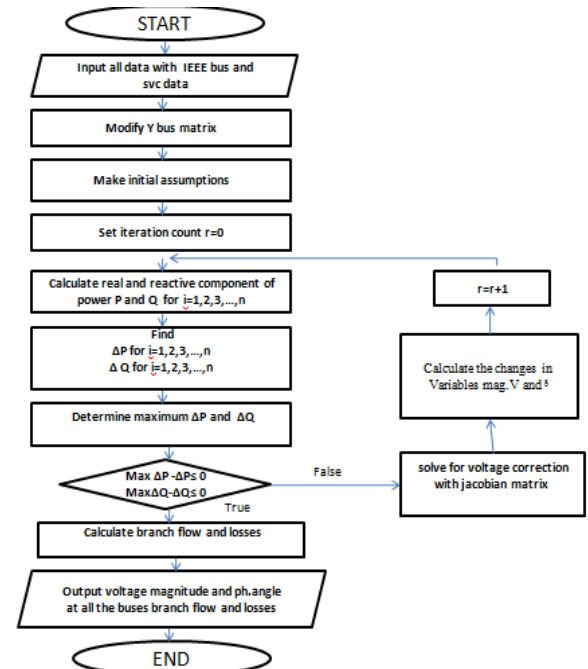 START
Input all data with IEEE bus and
svc data
Modify Y bus matrix
Make initial assumptions
Set iteration count r=0
Calculate real and reactive component of
power P and Q for i=1,2,3,...,n
Find
ΔP for i=1,2,3,...,n
Δ Q for i=1,2,3,...,n
Determine maximum ΔP and ΔQ
Max ΔP -ΔP≤ 0
MaxΔQ-ΔQ≤ 0
False
True
solve for voltage correction
with jacobian matrix
Calculate the changes in
Variables mag.V and δ
r=r+1
Calculate branch flow and losses
Output voltage magnitude and ph.angle
at all the buses branch flow and losses
END